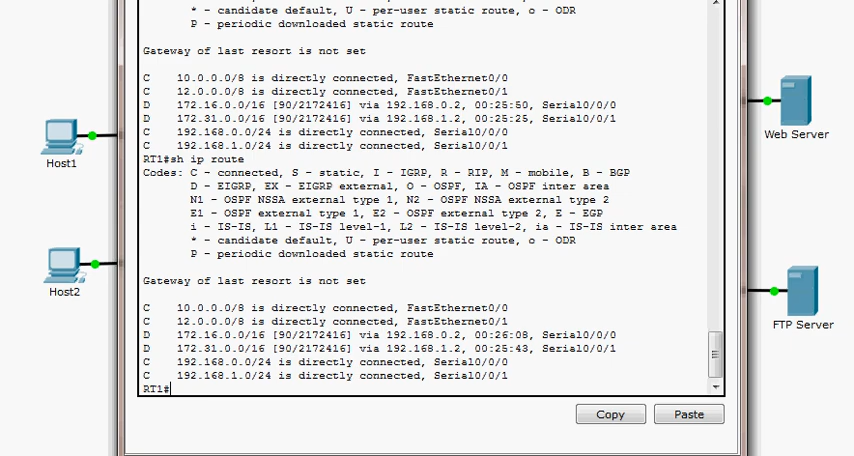 * - candidate default, U - per-user static route, o - ODR
P - periodic downloaded static route
Gateway of last resort is not set
C 10.0.0.0/8 is directly connected, FastEthernet0/0
C 12.0.0.0/8 is directly connected, FastEthernet0/1
D 172.16.0.0/16 [90/2172416] via 192.168.0.2, 00:25:50, Serial0/0/0
D 172.31.0.0/16 [90/2172416] via 192.168.1.2, 00:25:25, Serial0/0/1
C 192.168.0.0/24 is directly connected, Serial0/0/0
C 192.168.1.0/24 is directly connected, Serial0/0/1
RT1#sh ip route
Codes: C - connected, S - static, I - IGRP, R - RIP, M - mobile, B - BGP
D - EIGRP, EX - EIGRP external, O - OSPF, IA - OSPF inter area
N1 - OSPF NSSA external type 1, N2 - OSPF NSSA external type 2
E1 - OSPF external type 1, E2 - OSPF external type 2, E - EGP
i - IS-IS, L1 - IS-IS level-1, L2 - IS-IS level-2, ia - IS-IS inter area
* - candidate default, U - per-user static route, o - ODR
P - periodic downloaded static route
Gateway of last resort is not set
C 10.0.0.0/8 is directly connected, FastEthernet0/0
C 12.0.0.0/8 is directly connected, FastEthernet0/1
D 172.16.0.0/16 [90/2172416] via 192.168.0.2, 00:26:08, Serial0/0/0
D 172.31.0.0/16 [90/2172416] via 192.168.1.2, 00:25:43, Serial0/0/1
C 192.168.0.0/24 is directly connected, Serial0/0/0
C 192.168.1.0/24 is directly connected, Serial0/0/1
RT1#
Copy
Paste
Host1
Host2
Web Server
FTP Server